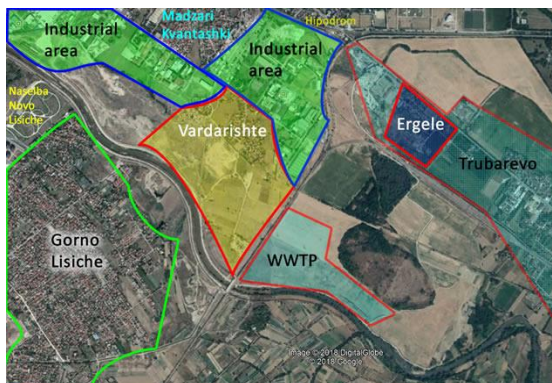 Madzari
Kvantashki
Hipodrom
Industrial
area
Industrial
area
Naselba
Novo
Lisiche
Vardarishte
Ergele
Trubarevo
Gorno
Lisiche
WWTP
Image © 2018 DigitalGlobe
© 2018 Google